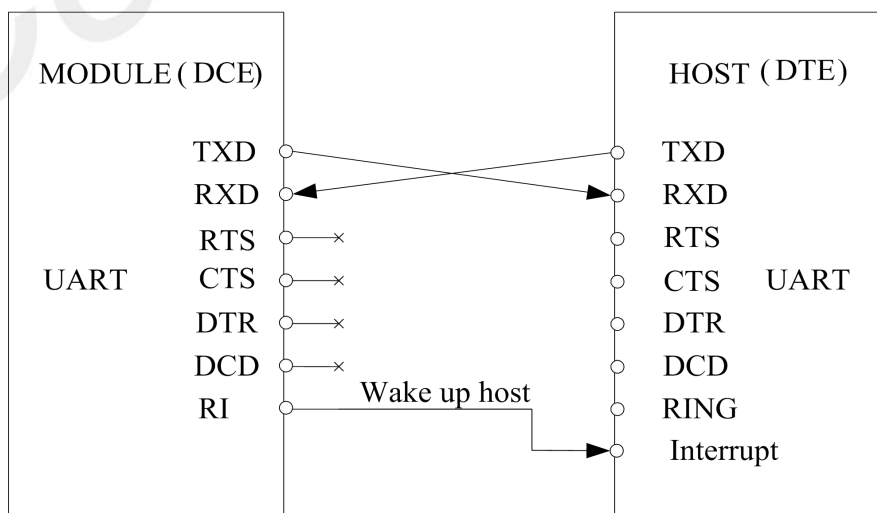 MODULE ( DCE)
HOST ( DTE)
TXD
RXD
RTS
CTS
DTR
DCD
RI
UART
Wake up host
TXD
RXD
RTS
CTS
DTR
DCD
RING
Interrupt
UART